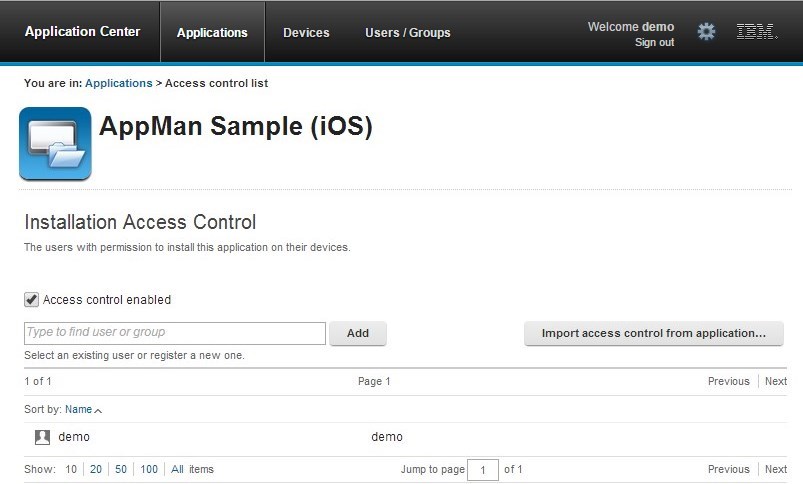 Application Center Applications Devices Users / Groups Welcome demo IBM.
Sign out
You are in: Applications > Access control list
AppMan Sample (iOS)
Installation Access Control
The users with permission to install this application on their devices.
Access control enabled
Type to find user or group Add Import access control from application...
Select an existing user or register a new one.
1 of 1 Page 1 Previous Next
Sort by: Name
demo demo
Show: 10 20 50 100 All items Jump to page 1 of 1 Previous Next